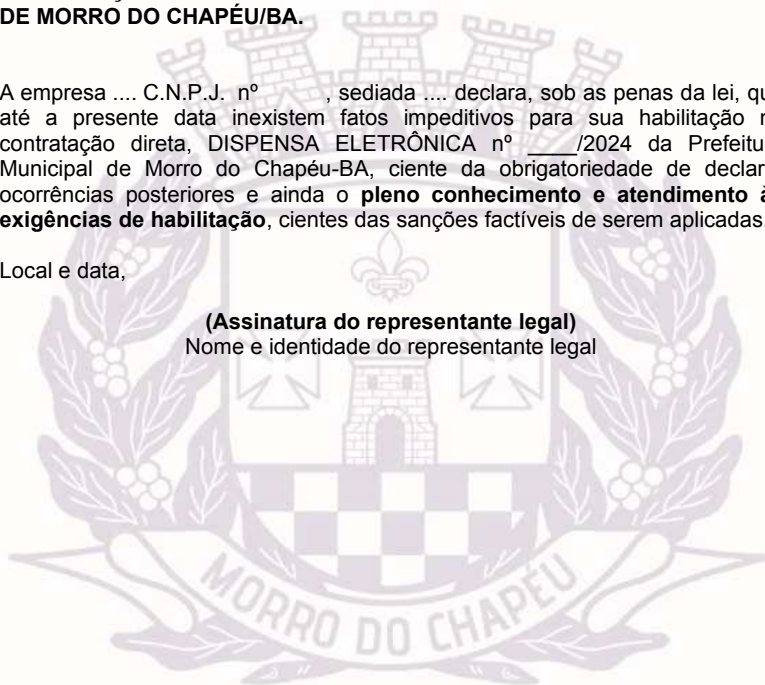 DE MORRO DO CHAPÉU/BA.
A empresa .... C.N.P.J. nº , sediada .... declara, sob as penas da lei, qu
até a presente data inexistem fatos impeditivos para sua habilitação n
contratação direta, DISPENSA ELETRÔNICA nº ____/2024 da Prefeitu
Municipal de Morro do Chapéu-BA, ciente da obrigatoriedade de declar
ocorrências posteriores e ainda o pleno conhecimento e atendimento à
exigências de habilitação, cientes das sanções factíveis de serem aplicadas.
Local e data,
(Assinatura do representante legal)
Nome e identidade do representante legal
MORRO DO CHAPÉU